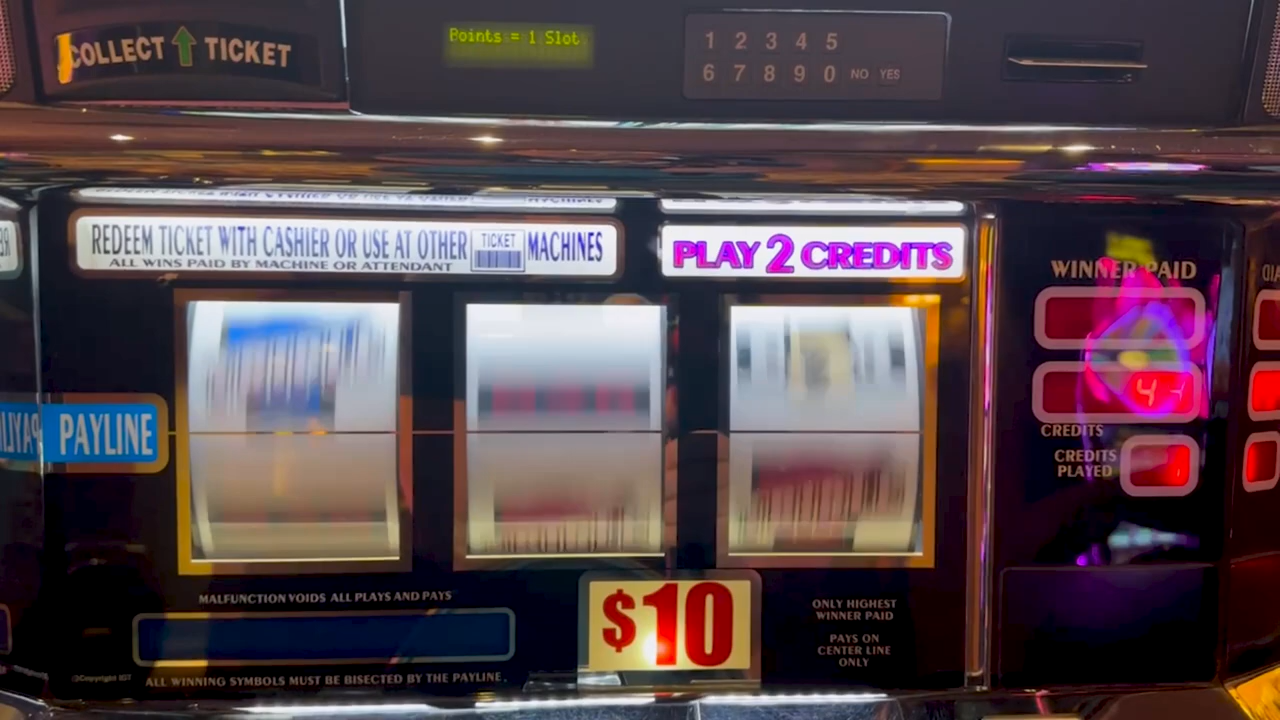 COLLECT TICKET
Points = 1 Slot
1 2 3 4 5
6 7 8 9 0 NO YES
REDEEM TICKET WITH CASHIER OR USE AT OTHER TICKET MACHINES
ALL WINS PAID BY MACHINE OR ATTENDANT
PLAY 2 CREDITS
WINNER PAID
CREDITS
CREDITS
PLAYED
PAYLINE
MALFUNCTION VOIDS ALL PLAYS AND PAYS
$10
ONLY HIGHEST
WINNER PAID
PAYS ON
CENTER LINE
ONLY
©Copyright IGT
ALL WINNING SYMBOLS MUST BE BISECTED BY THE PAYLINE